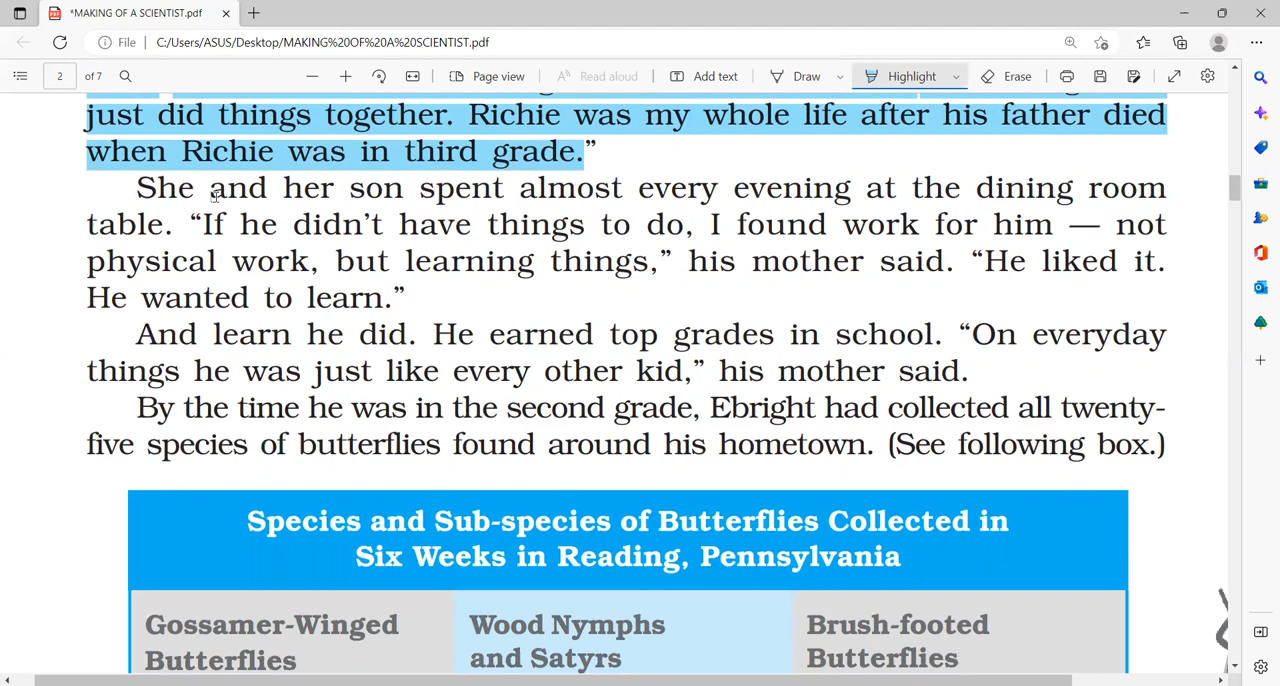 *MAKING OF A SCIENTIST.pdf
File | C:/Users/ASUS/Desktop/MAKING%20OF%20A%20SCIENTIST.pdf
2 of 7 Page view Read aloud Add text Draw Highlight Erase
just did things together. Richie was my whole life after his father died
when Richie was in third grade.”
She and her son spent almost every evening at the dining room
table. “If he didn’t have things to do, I found work for him — not
physical work, but learning things,” his mother said. “He liked it.
He wanted to learn.”
And learn he did. He earned top grades in school. “On everyday
things he was just like every other kid,” his mother said.
By the time he was in the second grade, Ebright had collected all twenty-
five species of butterflies found around his hometown. (See following box.)
Species and Sub-species of Butterflies Collected in
Six Weeks in Reading, Pennsylvania
Gossamer-Winged
Butterflies
Wood Nymphs
and Satyrs
Brush-footed
Butterflies